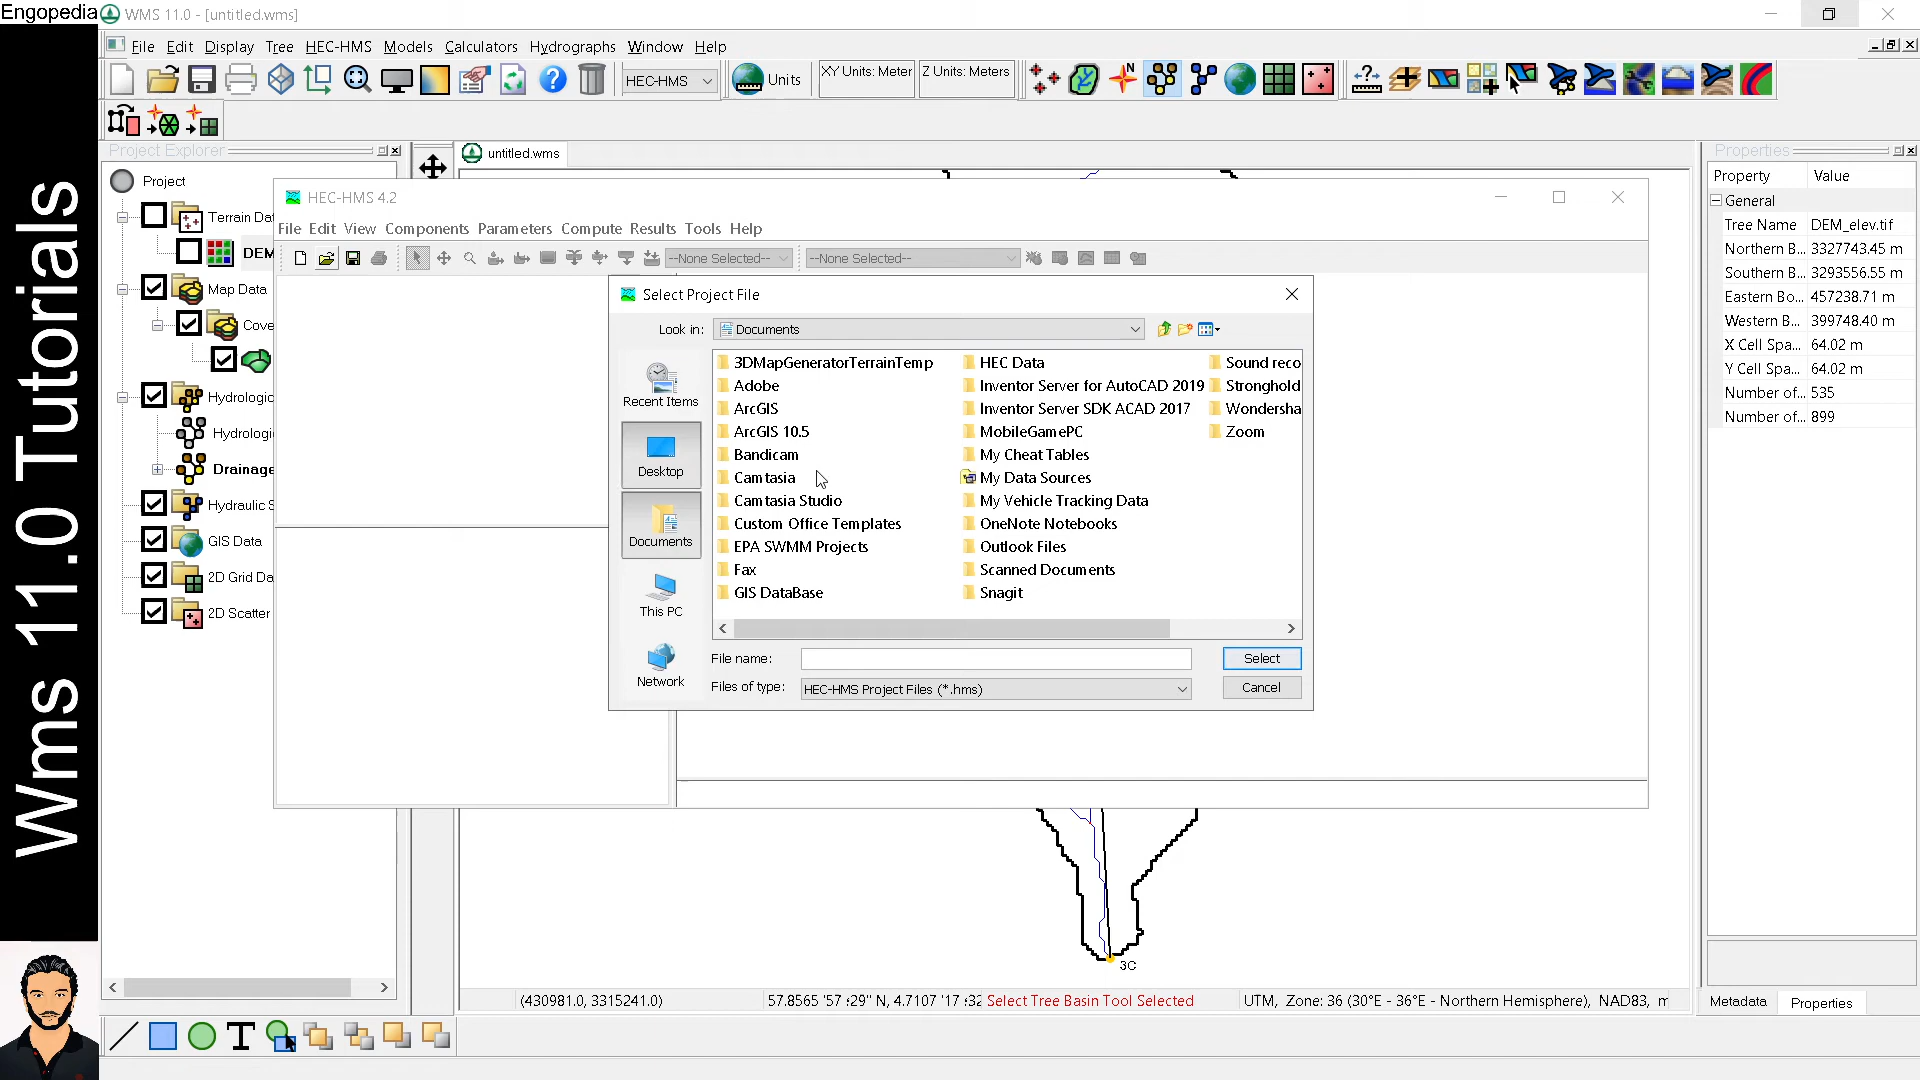 Engopedia
WMS 11.0 - [untitled.wms]
File Edit Display Tree HEC-HMS Models Calculators Hydrographs Window Help
HEC-HMS
Units
XY Units: Meter
Z Units: Meters
Project Explorer
untitled.wms
Properties
Project
Terrain Dat
DEM
Map Data
Cove
Hydrologic
Hydrologi
Drainage
Hydraulic S
GIS Data
2D Grid Da
2D Scatter
HEC-HMS 4.2
File Edit View Components Parameters Compute Results Tools Help
--None Selected--
--None Selected--
Select Project File
Look in:
Documents
Recent Items
Desktop
Documents
This PC
Network
3DMapGeneratorTerrainTemp
Adobe
ArcGIS
ArcGIS 10.5
Bandicam
Camtasia
Camtasia Studio
Custom Office Templates
EPA SWMM Projects
Fax
GIS DataBase
HEC Data
Inventor Server for AutoCAD 2019
Inventor Server SDK ACAD 2017
MobileGamePC
My Cheat Tables
My Data Sources
My Vehicle Tracking Data
OneNote Notebooks
Outlook Files
Scanned Documents
Snagit
Sound reco
Stronghold
Wondersha
Zoom
File name:
Select
Files of type:
HEC-HMS Project Files (*.hms)
Cancel
Property Value
General
Tree Name DEM_elev.tif
Northern B... 3327743.45 m
Southern B... 3293556.55 m
Eastern Bo... 457238.71 m
Western B... 399748.40 m
X Cell Spa... 64.02 m
Y Cell Spa... 64.02 m
Number of... 535
Number of... 899
3C
(430981.0, 3315241.0)
57.8565 '57 :29" N, 4.7107 '17 :32
Select Tree Basin Tool Selected
UTM, Zone: 36 (30°E - 36°E - Northern Hemisphere), NAD83, m
Metadata
Properties
Wms 11.0 Tutorials